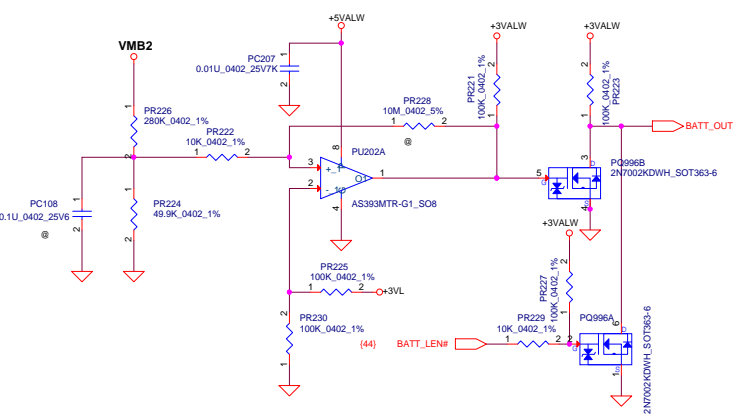 +5VALW
+3VALW
+3VALW
VMB2
PC207
0.01U_0402_25V7K
1
2
PR221
100K_0402_1%
2
1
100K_0402_1%
PR223
2
1
PR226
280K_0402_1%
1
2
PR228
10M_0402_5%
1
2
@
BATT_OUT
PR222
10K_0402_1%
1
2
PU202A
8
3
+
2
-
O
1
4
AS393MTR-G1_SO8
3
D
5
G
4
S
PQ996B
2N7002KDWH_SOT363-6
PC108
0.1U_0402_25V6
@
1
2
PR224
49.9K_0402_1%
1
2
+3VALW
PR225
100K_0402_1%
1
2
+3VL
PR227
100K_0402_1%
2
1
PR230
100K_0402_1%
2
1
{44}
BATT_LEN#
PR229
10K_0402_1%
1
2
2
G
PQ996A
6
D
1
S
2N7002KDWH_SOT363-6